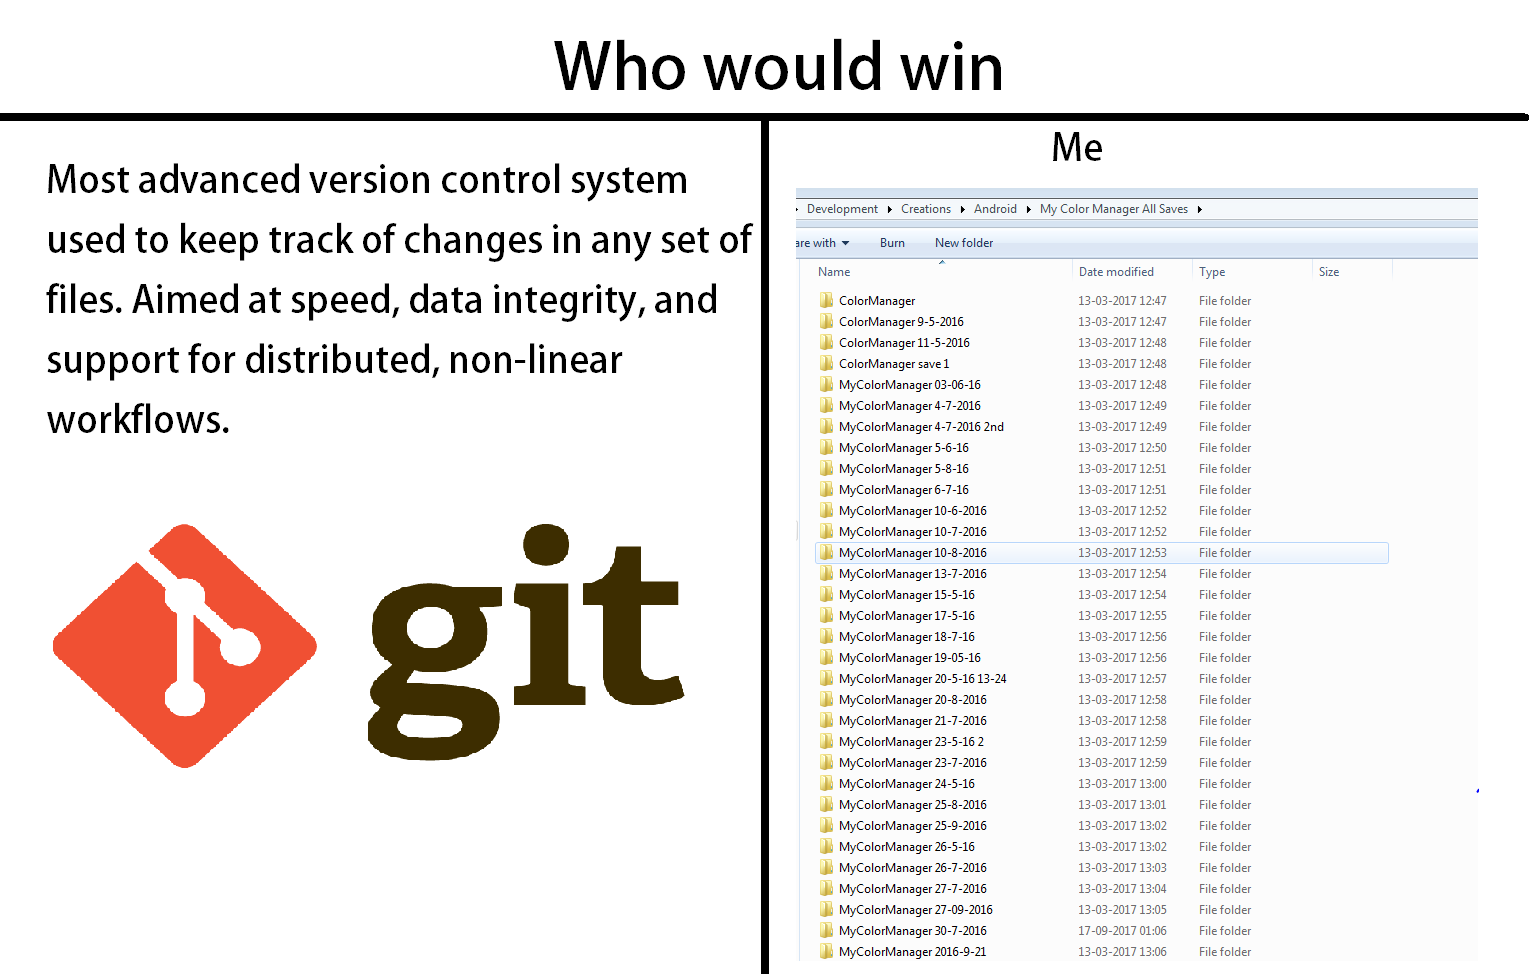 Who would win
Most advanced version control system
used to keep track of changes in any set of
files. Aimed at speed, data integrity, and
support for distributed, non-linear
workflows.
git
Me
Development Creations Android My Color Manager All Saves
are with Burn New folder
Name Date modified Type Size
ColorManager 13-03-2017 12:47 File folder
ColorManager 9-5-2016 13-03-2017 12:47 File folder
ColorManager 11-5-2016 13-03-2017 12:48 File folder
ColorManager save 1 13-03-2017 12:48 File folder
MyColorManager 03-06-16 13-03-2017 12:48 File folder
MyColorManager 4-7-2016 13-03-2017 12:49 File folder
MyColorManager 4-7-2016 2nd 13-03-2017 12:49 File folder
MyColorManager 5-6-16 13-03-2017 12:50 File folder
MyColorManager 5-8-16 13-03-2017 12:51 File folder
MyColorManager 6-7-16 13-03-2017 12:51 File folder
MyColorManager 10-6-2016 13-03-2017 12:52 File folder
MyColorManager 10-7-2016 13-03-2017 12:52 File folder
MyColorManager 10-8-2016 13-03-2017 12:53 File folder
MyColorManager 13-7-2016 13-03-2017 12:54 File folder
MyColorManager 15-5-16 13-03-2017 12:54 File folder
MyColorManager 17-5-16 13-03-2017 12:55 File folder
MyColorManager 18-7-16 13-03-2017 12:56 File folder
MyColorManager 19-05-16 13-03-2017 12:56 File folder
MyColorManager 20-5-16 13-24 13-03-2017 12:57 File folder
MyColorManager 20-8-2016 13-03-2017 12:58 File folder
MyColorManager 21-7-2016 13-03-2017 12:58 File folder
MyColorManager 23-5-16 2 13-03-2017 12:59 File folder
MyColorManager 23-7-2016 13-03-2017 12:59 File folder
MyColorManager 24-5-16 13-03-2017 13:00 File folder
MyColorManager 25-8-2016 13-03-2017 13:01 File folder
MyColorManager 25-9-2016 13-03-2017 13:02 File folder
MyColorManager 26-5-16 13-03-2017 13:02 File folder
MyColorManager 26-7-2016 13-03-2017 13:03 File folder
MyColorManager 27-7-2016 13-03-2017 13:04 File folder
MyColorManager 27-09-2016 13-03-2017 13:05 File folder
MyColorManager 30-7-2016 17-09-2017 01:06 File folder
MyColorManager 2016-9-21 13-03-2017 13:06 File folder